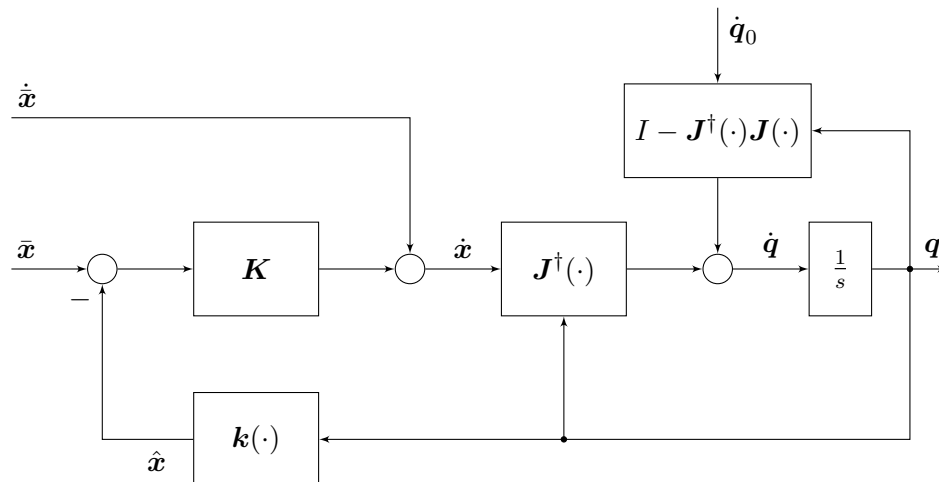 q̇₀
ẋ̄
I − J†(·)J(·)
x̄
K
ẋ
J†(·)
q̇
1/s
q
−
k(·)
x̂